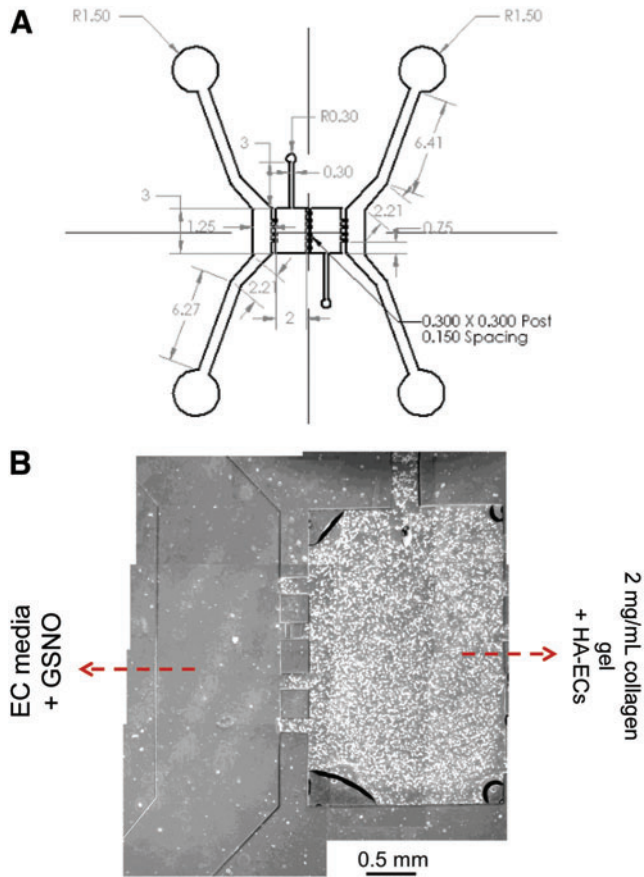 A
R1.50
R1.50
R0.30
3
0.30
6.41
3
1.25
2.21
0.75
6.27
2.21
2
0.300 X 0.300 Post
0.150 Spacing
B
EC media
+ GSNO
2 mg/mL collagen
gel
+ HA-ECs
0.5 mm